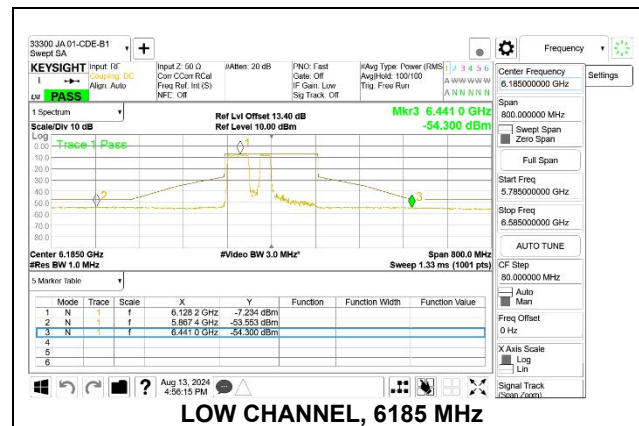 33300 JA 01-CDE-B1
Swept SA
Frequency
KEYSIGHT Input: RF Input Z: 50 Ω #Atten: 20 dB PNO: Fast #Avg Type: Power (RMS 1 2 3 4 5 6
Coupling: DC Corr CCorr RCal Gate: Off Avg|Hold: 100/100 A W W W W W
Align: Auto Freq Ref: Int (S) IF Gain: Low Trig: Free Run
PASS NFE: Off Sig Track: Off A N N N N N
Center Frequency
6.185000000 GHz
Settings
1 Spectrum
Ref Lvl Offset 13.40 dB Mkr3 6.441 0 GHz
Scale/Div 10 dB Ref Level 10.00 dBm -54.300 dBm
Log
Trace 1 Pass
0.00
-10.0
-20.0
-30.0
-40.0
-50.0
-60.0
-70.0
-80.0
1
2
3
Center 6.1850 GHz #Video BW 3.0 MHz* Span 800.0 MHz
#Res BW 1.0 MHz Sweep 1.33 ms (1001 pts)
Span
800.000000 MHz
Swept Span
Zero Span
Full Span
Start Freq
5.785000000 GHz
Stop Freq
6.585000000 GHz
AUTO TUNE
CF Step
80.000000 MHz
Auto
Man
Freq Offset
0 Hz
X Axis Scale
Log
Lin
Signal Track
(Span Zoom)
5 Marker Table
Mode Trace Scale X Y Function Function Width Function Value
1 N 1 f 6.128 2 GHz -7.234 dBm
2 N 1 f 5.867 4 GHz -53.553 dBm
3 N 1 f 6.441 0 GHz -54.300 dBm
4
5
6
? Aug 13, 2024
4:56:15 PM
LOW CHANNEL, 6185 MHz